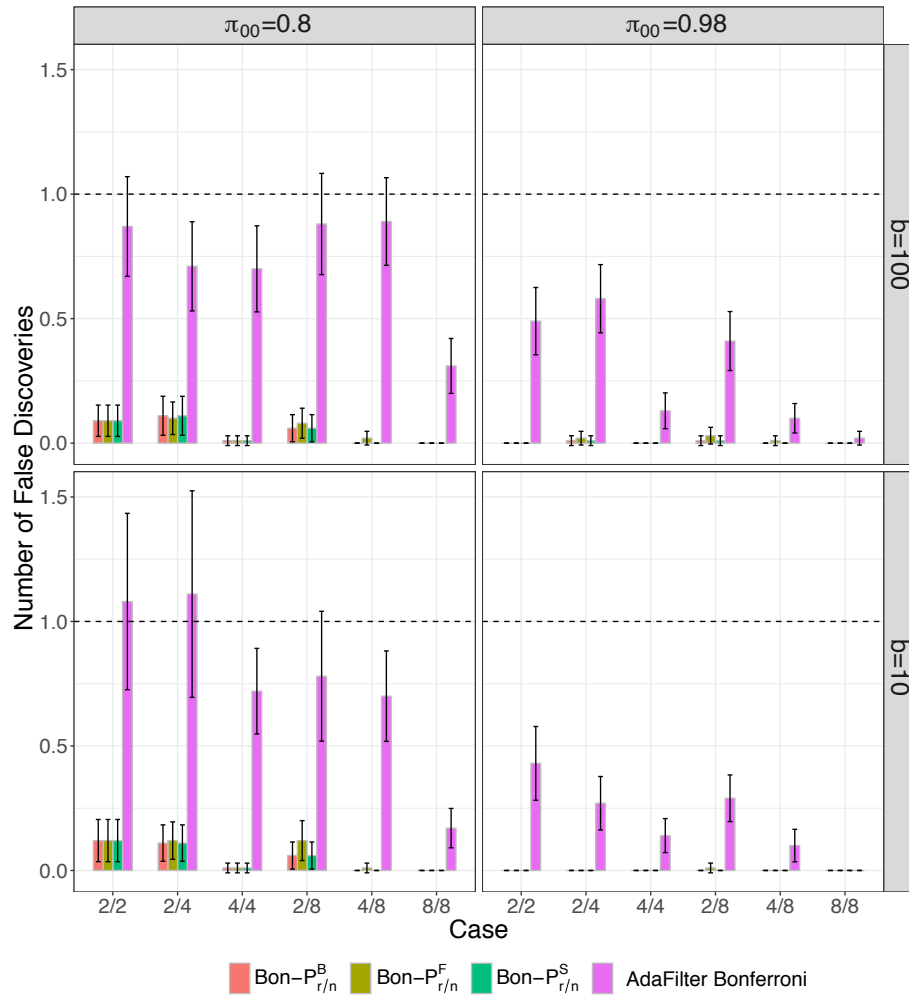 π00=0.8
π00=0.98
1.5
1.0
0.5
0.0
b=100
Number of False Discoveries
1.5
1.0
0.5
0.0
b=10
2/2 2/4 4/4 2/8 4/8 8/8
2/2 2/4 4/4 2/8 4/8 8/8
Case
Bon−P^B_r/n Bon−P^F_r/n Bon−P^S_r/n AdaFilter Bonferroni